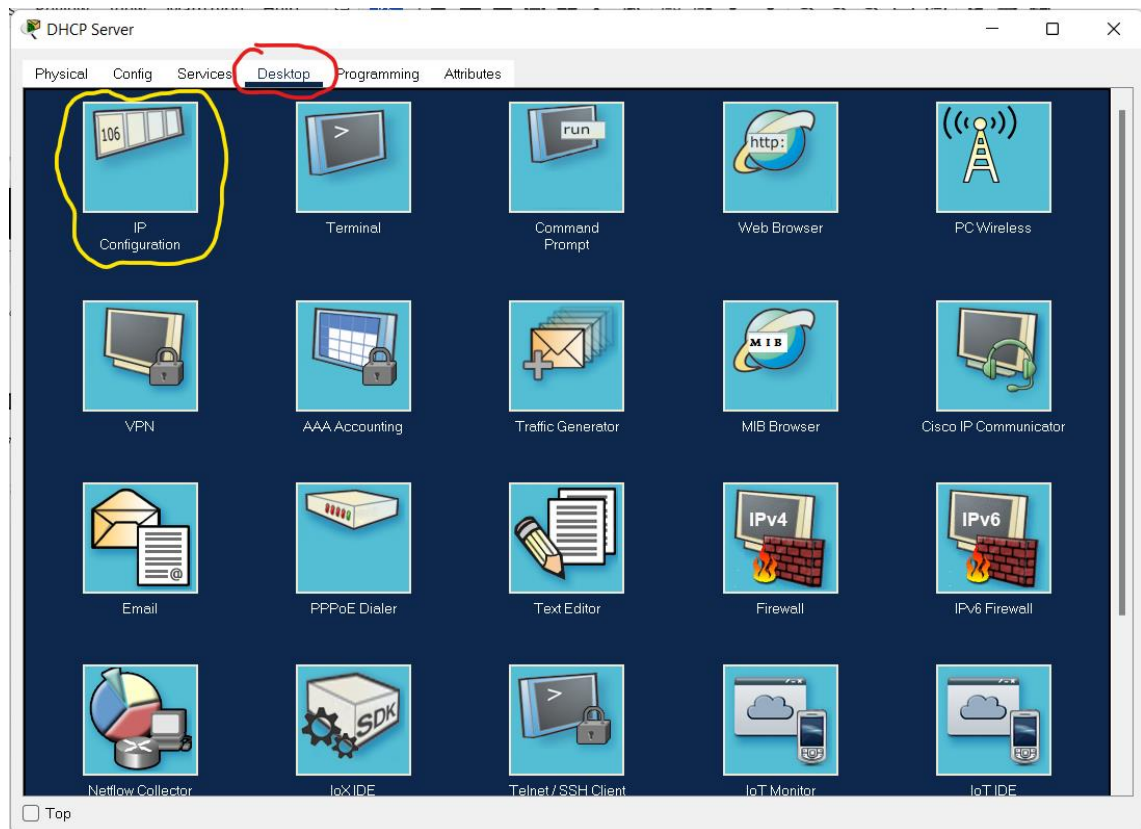 DHCP Server
Physical Config Services Desktop Programming Attributes
106
>
run
http:
IP
Configuration
Terminal
Command
Prompt
Web Browser
PC Wireless
MIB
VPN
AAA Accounting
Traffic Generator
MIB Browser
Cisco IP Communicator
@
IPv4
IPv6
Email
PPPoE Dialer
Text Editor
Firewall
IPv6 Firewall
SDK
>
Netflow Collector
IoX IDE
Telnet / SSH Client
IoT Monitor
IoT IDE
Top